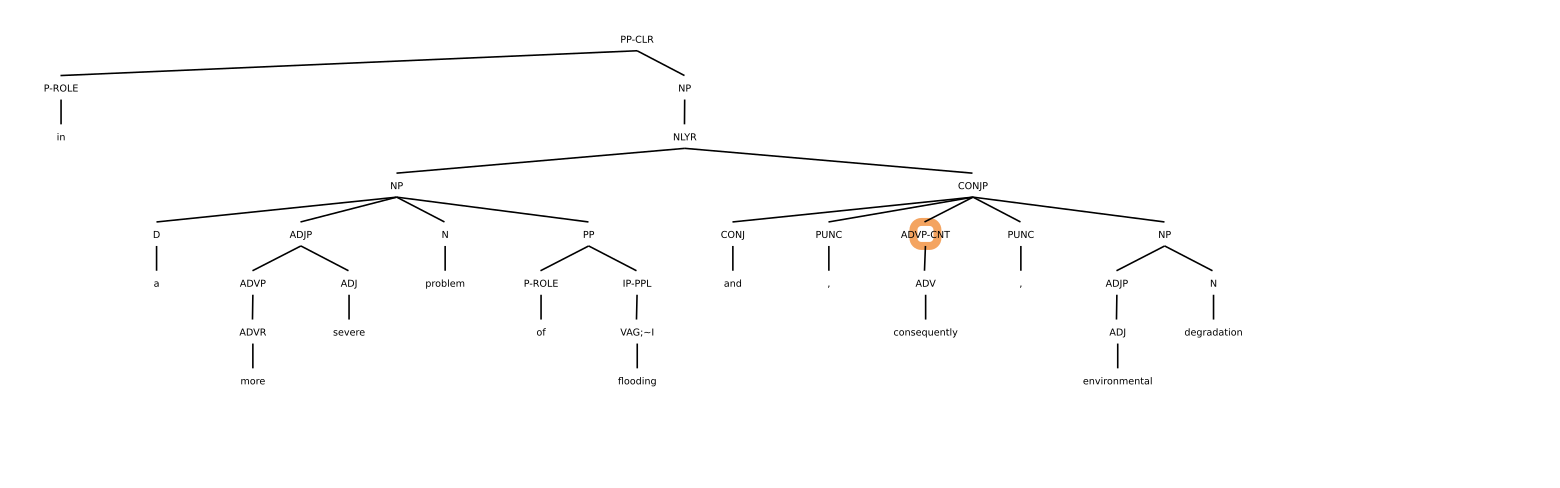 PP-CLR
P-ROLE NP
in NLYR
NP CONJP
D ADJP N PP CONJ PUNC ADVP-CNT PUNC NP
a ADVP ADJ problem P-ROLE IP-PPL and , ADV , ADJP N
ADVR severe of VAG;~I consequently ADJ degradation
more flooding environmental